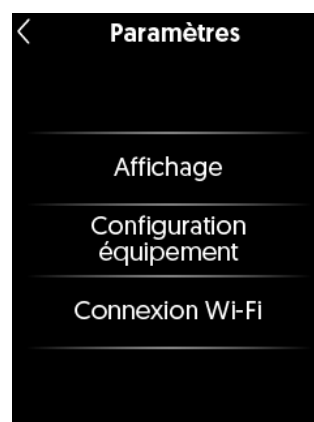 Paramètres
Affichage
Configuration
équipement
Connexion Wi-Fi